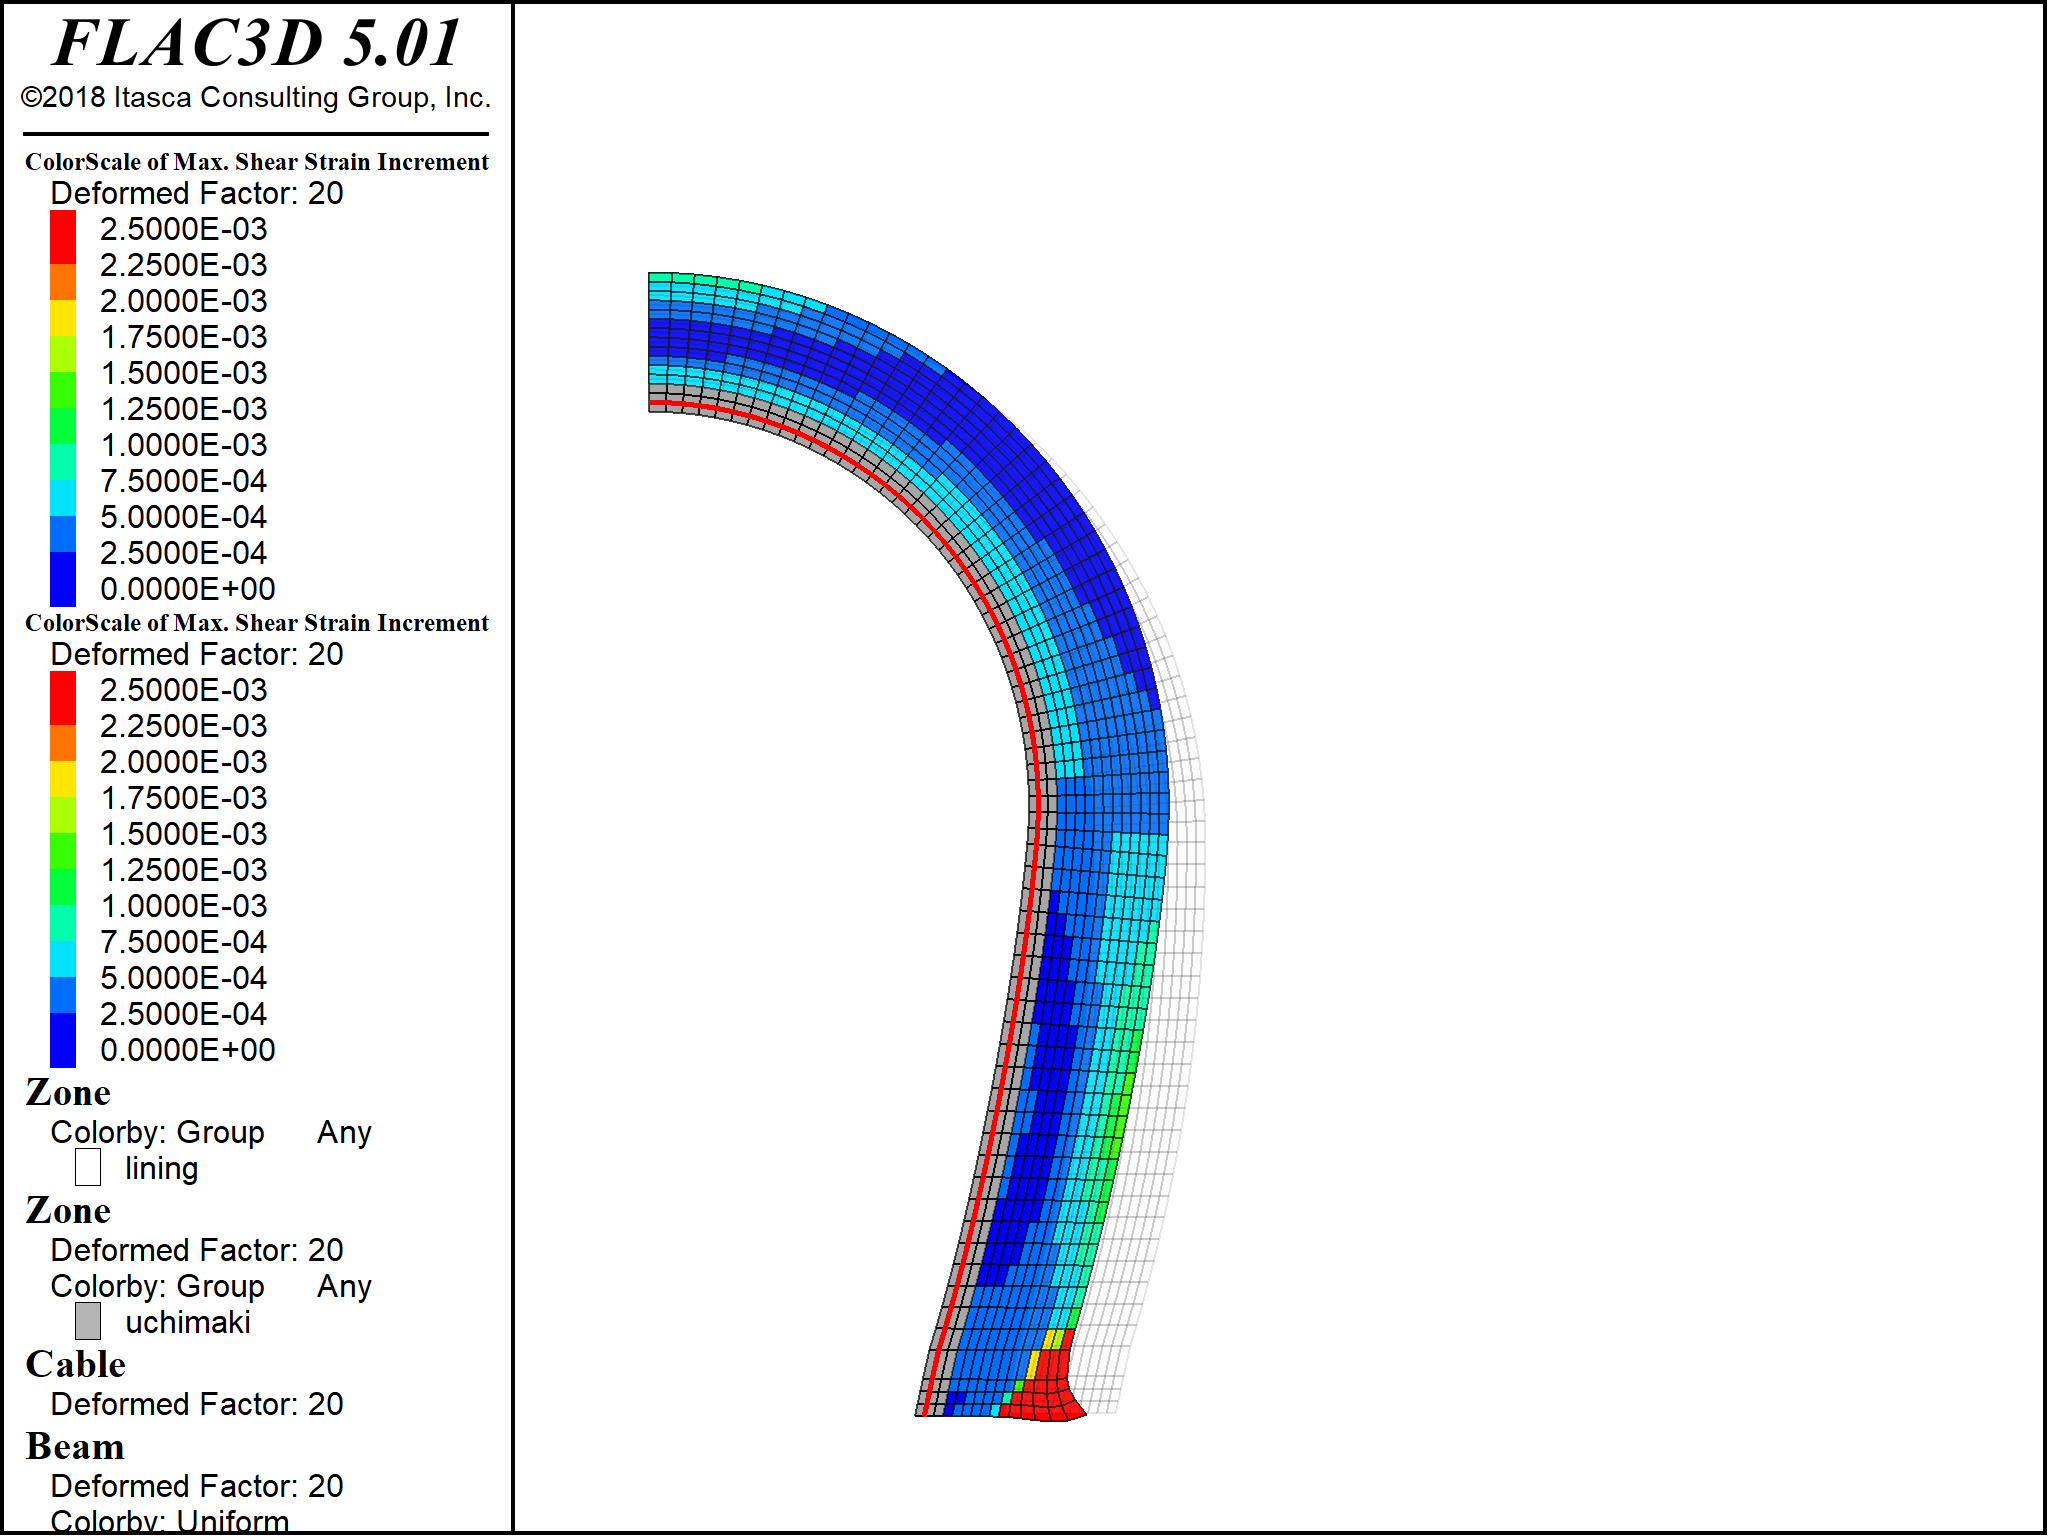 FLAC3D 5.01
©2018 Itasca Consulting Group, Inc.
ColorScale of Max. Shear Strain Increment
Deformed Factor: 20
2.5000E-03
2.2500E-03
2.0000E-03
1.7500E-03
1.5000E-03
1.2500E-03
1.0000E-03
7.5000E-04
5.0000E-04
2.5000E-04
0.0000E+00
ColorScale of Max. Shear Strain Increment
Deformed Factor: 20
2.5000E-03
2.2500E-03
2.0000E-03
1.7500E-03
1.5000E-03
1.2500E-03
1.0000E-03
7.5000E-04
5.0000E-04
2.5000E-04
0.0000E+00
Zone
Colorby: Group Any
lining
Zone
Deformed Factor: 20
Colorby: Group Any
uchimaki
Cable
Deformed Factor: 20
Beam
Deformed Factor: 20
Colorby: Uniform